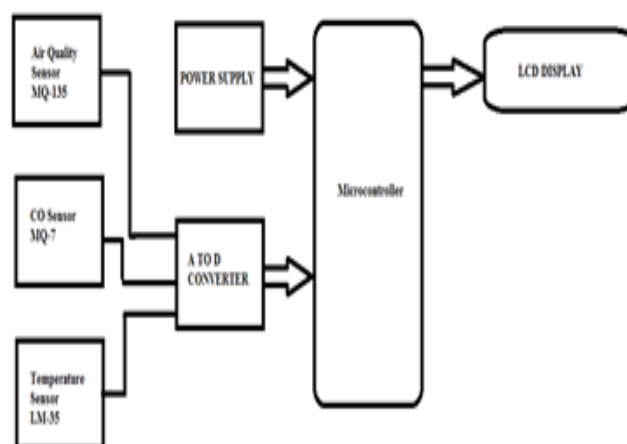 Air Quality
Sensor
MQ-135
POWER SUPPLY
LCD DISPLAY
CO Sensor
MQ-7
A TO D
CONVERTER
Microcontroller
Temperature
Sensor
LM-35